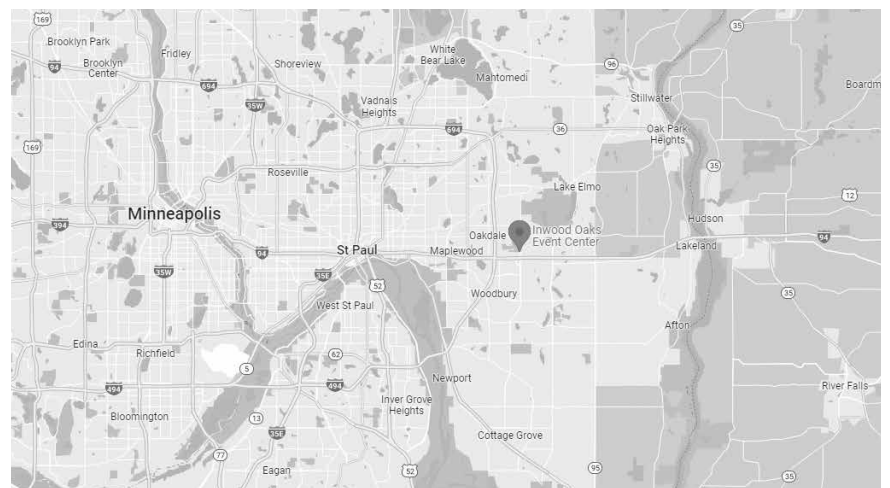 169
35
Brooklyn Park
Fridley
White
Bear Lake
Brooklyn
Center
94
694
Shoreview
96
Mahtomedi
Boardm
35W
Vadnais
Heights
Stillwater
694
36
Oak Park
Heights
169
35
Roseville
Lake Elmo
12
Minneapolis
Hudson
394
Oakdale
Inwood Oaks
Event Center
94
St Paul
Maplewood
Lakeland
94
35W
35E
52
Woodbury
35
West St Paul
Afton
Edina
Richfield
62
5
494
494
Newport
River Falls
Bloomington
13
Inver Grove
Heights
35E
Cottage Grove
77
Eagan
52
95
35